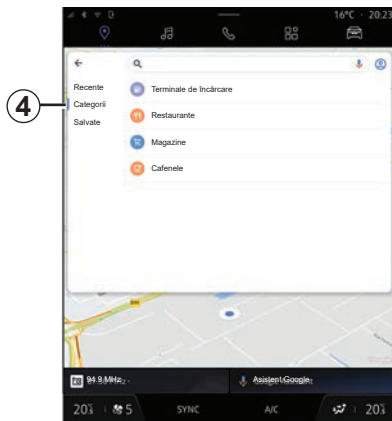 16°C · 20:23
Recente
Terminale de încărcare
Categorii
Restaurante
4
Salvate
Magazine
Cafenele
94.9 MHz
Asistent Google
20 5 SYNC A/C 20